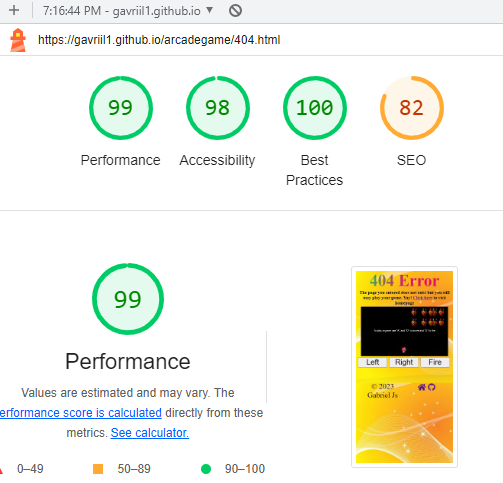 7:16:44 PM - gavriil1.github.io
https://gavriil1.github.io/arcadegame/404.html
99
98
100
82
Performance
Accessibility
Best
Practices
SEO
99
Performance
Values are estimated and may vary. The
erformance score is calculated directly from these
metrics. See calculator.
0–49
50–89
90–100
404 Error
The page you entered does not exist but you still
may play your game. Yay! Click here to visit
homepage!
Left
Right
Fire
© 2023
Gabriel Js